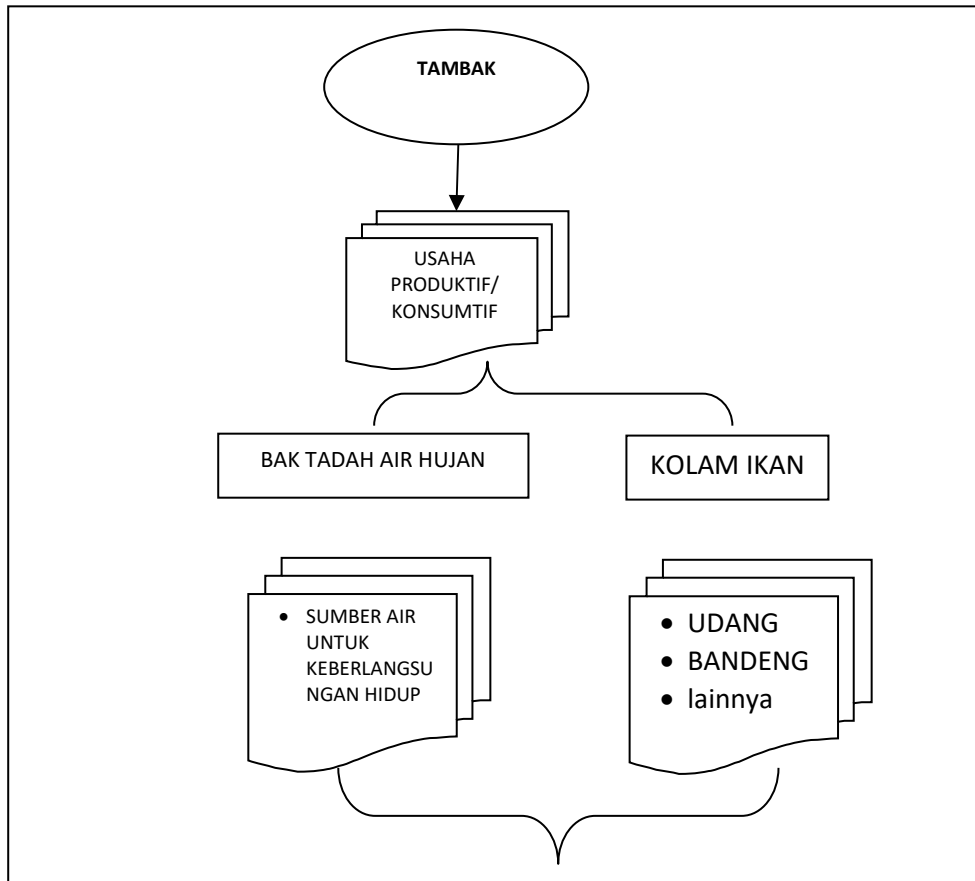 TAMBAK
USAHA
PRODUKTIF/
KONSUMTIF
BAK TADAH AIR HUJAN
KOLAM IKAN
• SUMBER AIR
UNTUK
KEBERLANGSU
NGAN HIDUP
• UDANG
• BANDENG
• lainnya